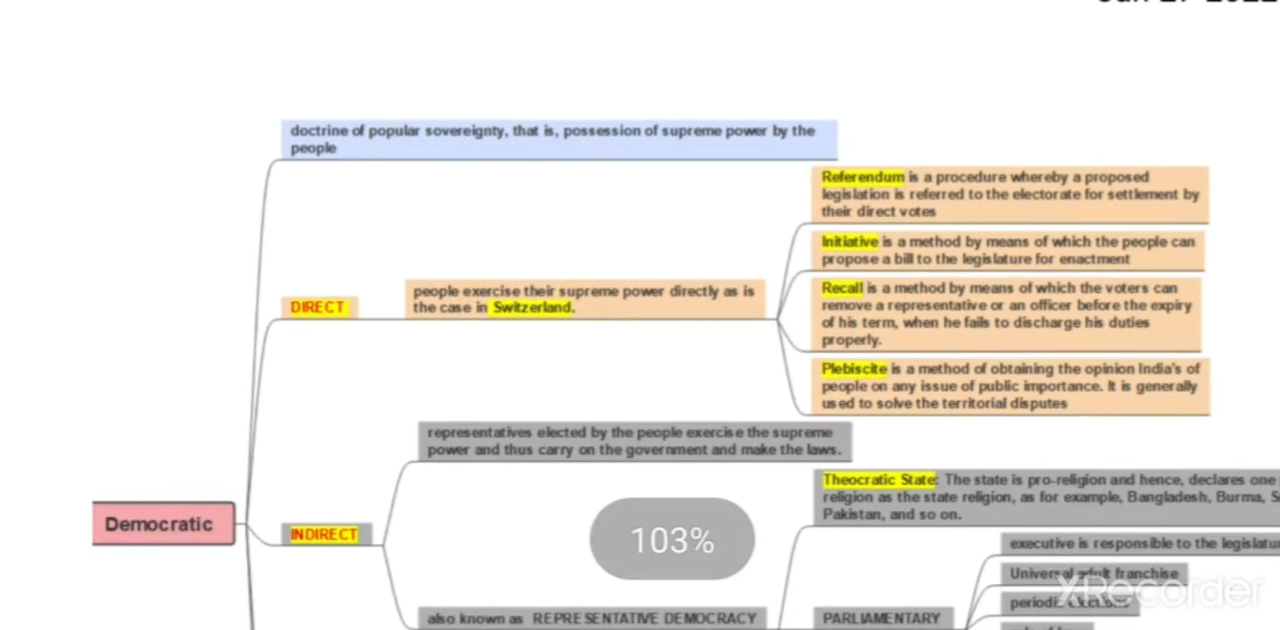 doctrine of popular sovereignty, that is, possession of supreme power by the
people
Referendum is a procedure whereby a proposed
legislation is referred to the electorate for settlement by
their direct votes
Initiative is a method by means of which the people can
propose a bill to the legislature for enactment
DIRECT
people exercise their supreme power directly as is
the case in Switzerland.
Recall is a method by means of which the voters can
remove a representative or an officer before the expiry
of his term, when he fails to discharge his duties
properly.
Plebiscite is a method of obtaining the opinion India's of
people on any issue of public importance. It is generally
used to solve the territorial disputes
representatives elected by the people exercise the supreme
power and thus carry on the government and make the laws.
Theocratic State: The state is pro-religion and hence, declares one
religion as the state religion, as for example, Bangladesh, Burma,
Pakistan, and so on.
Democratic
INDIRECT
103%
executive is responsible to the
Universal adult franchise
periodic elections
XRecorder
also known as REPRESENTATIVE DEMOCRACY
PARLIAMENTARY